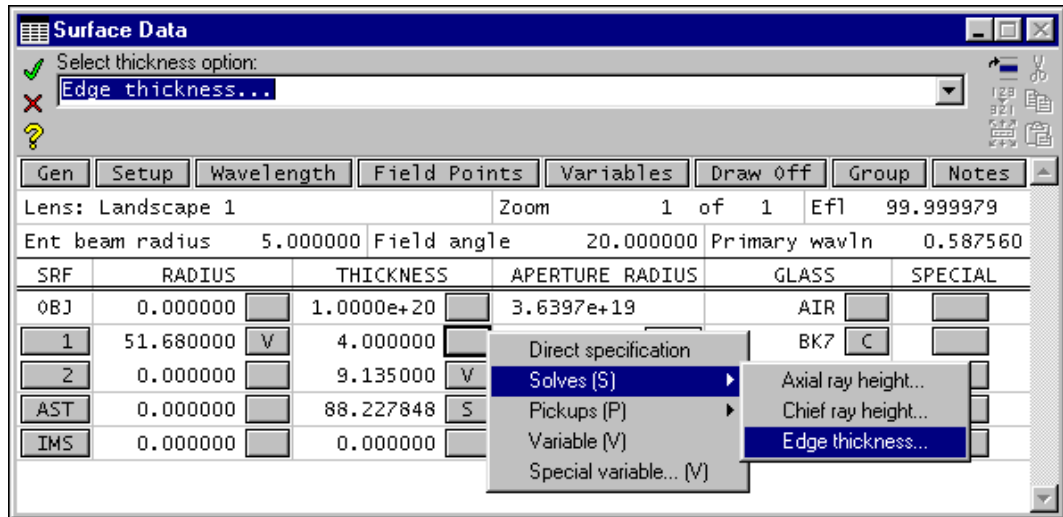 Surface Data
Select thickness option:
Edge thickness...
Gen Setup Wavelength Field Points Variables Draw Off Group Notes
Lens: Landscape 1 Zoom 1 of 1 Efl 99.999979
Ent beam radius 5.000000 Field angle 20.000000 Primary wavln 0.587560
SRF RADIUS THICKNESS APERTURE RADIUS GLASS SPECIAL
OBJ 0.000000 1.0000e+20 3.6397e+19 AIR
1 51.680000 V 4.000000 BK7 C
2 0.000000 9.135000 V
AST 0.000000 88.227848 S
IMS 0.000000 0.000000
Direct specification
Solves (S)
Pickups (P)
Variable (V)
Special variable... (V)
Axial ray height...
Chief ray height...
Edge thickness...